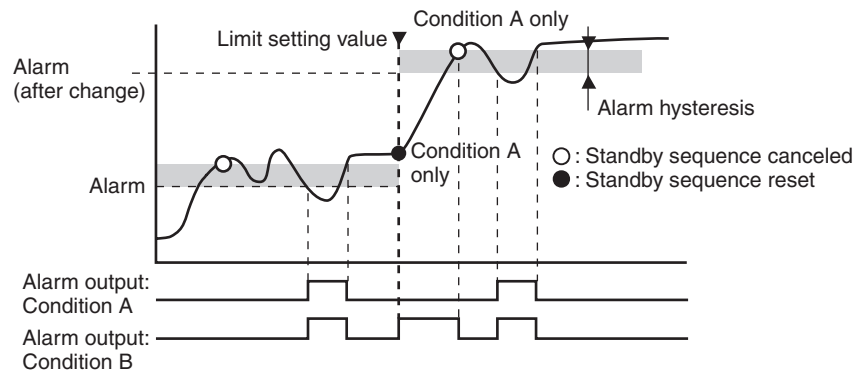 Condition A only
Limit setting value
Alarm
(after change)
Alarm hysteresis
Condition A
only
○: Standby sequence canceled
●: Standby sequence reset
Alarm
Alarm output:
Condition A
Alarm output:
Condition B